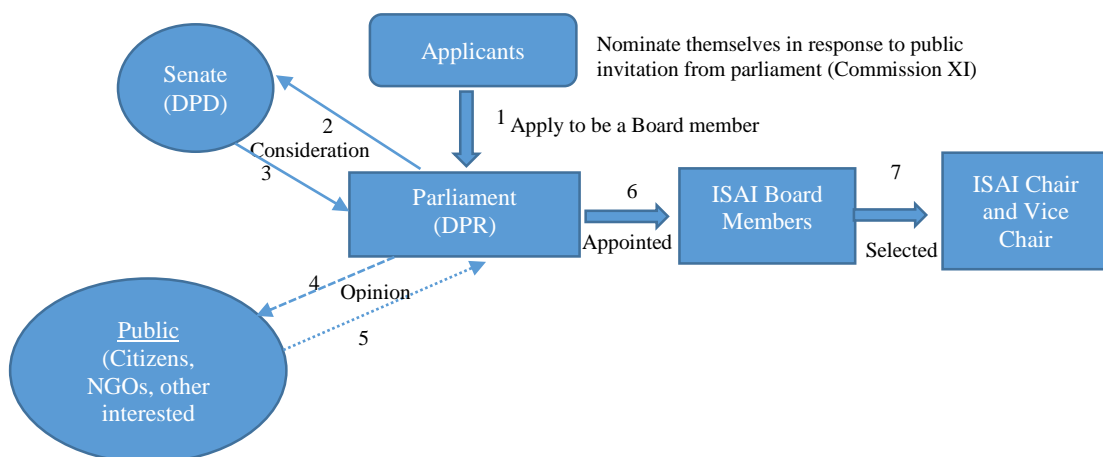 Applicants
Nominate themselves in response to public
invitation from parliament (Commission XI)
Senate
(DPD)
1
Apply to be a Board member
2
Consideration
3
Parliament
(DPR)
6
Appointed
ISAI Board
Members
7
Selected
ISAI Chair
and Vice
Chair
4
Opinion
5
Public
(Citizens,
NGOs, other
interested